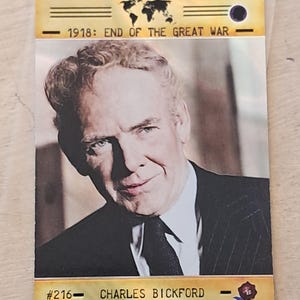 1918: END OF THE GREAT WAR
#216
CHARLES BICKFORD